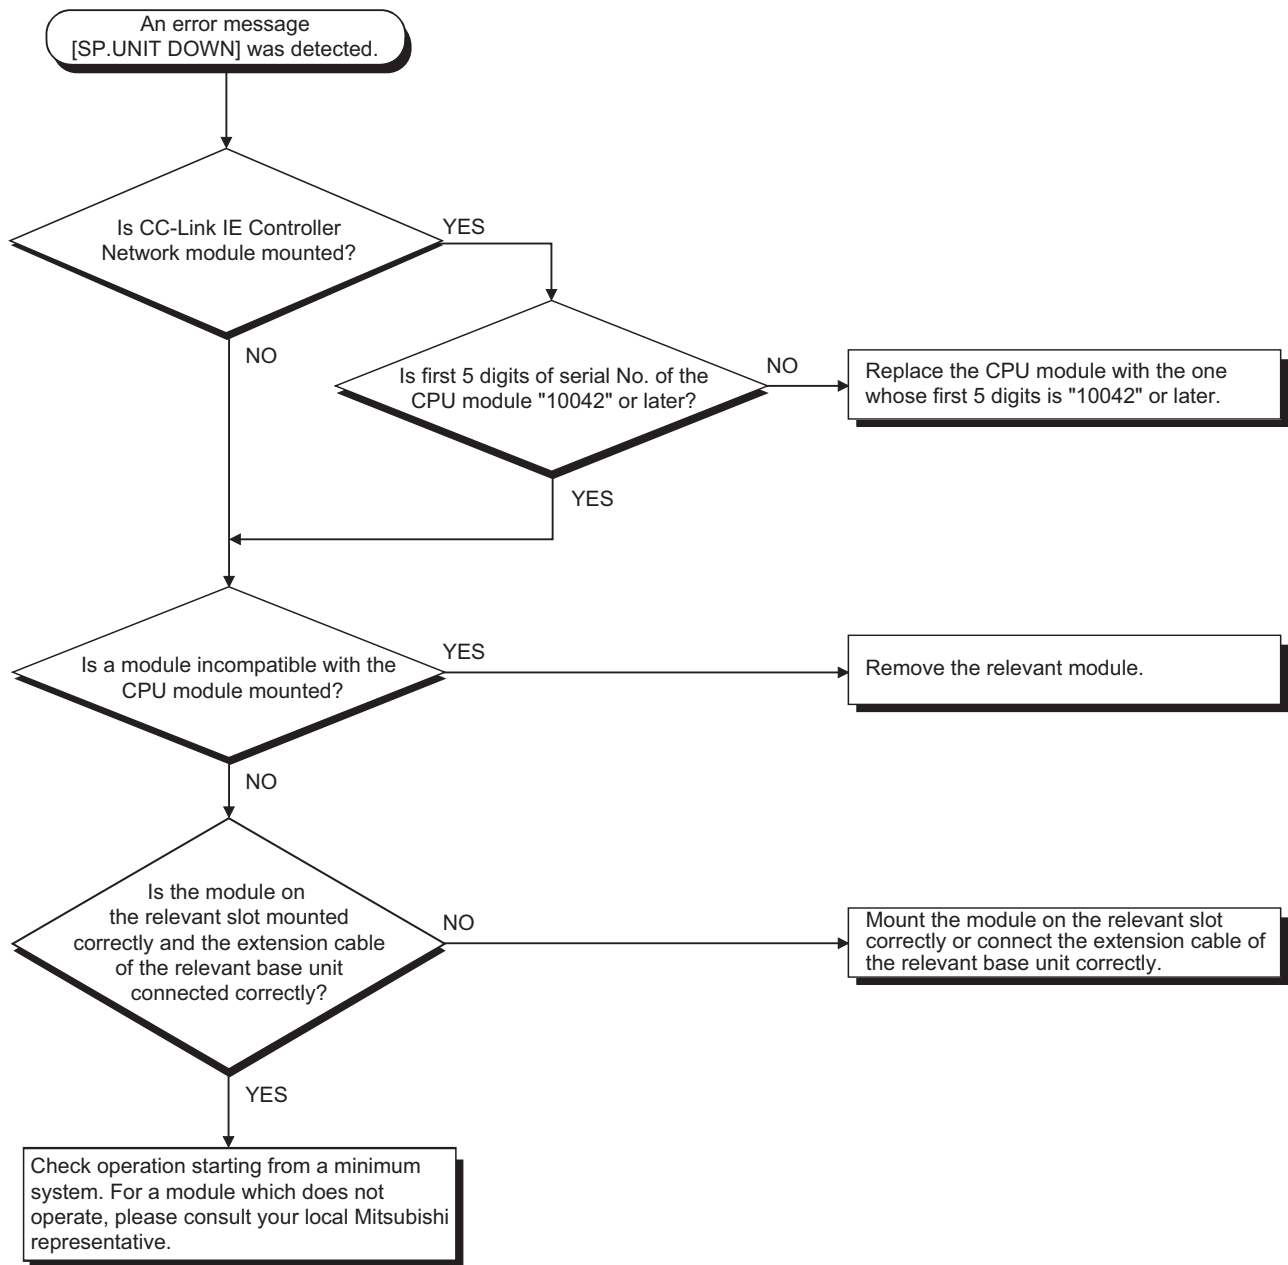 An error message
[SP.UNIT DOWN] was detected.
Is CC-Link IE Controller
Network module mounted?
YES
NO
Is first 5 digits of serial No. of the
CPU module "10042" or later?
NO
Replace the CPU module with the one
whose first 5 digits is "10042" or later.
YES
Is a module incompatible with the
CPU module mounted?
YES
Remove the relevant module.
NO
Is the module on
the relevant slot mounted
correctly and the extension cable
of the relevant base unit
connected correctly?
NO
Mount the module on the relevant slot
correctly or connect the extension cable of
the relevant base unit correctly.
YES
Check operation starting from a minimum
system. For a module which does not
operate, please consult your local Mitsubishi
representative.